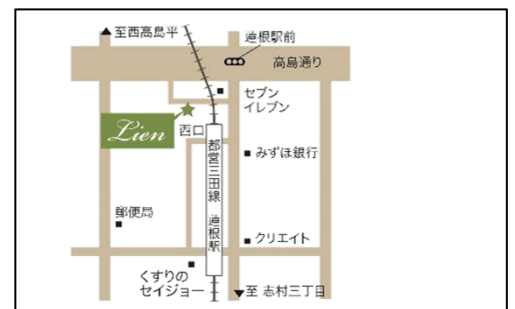 ▲至西高島平
蓮根駅前
高島通り
セブン
イレブン
Lien
西口
みずほ銀行
都営三田線 蓮根駅
郵便局
クリエイト
くすりの
セイジョー
▼至 志村三丁目